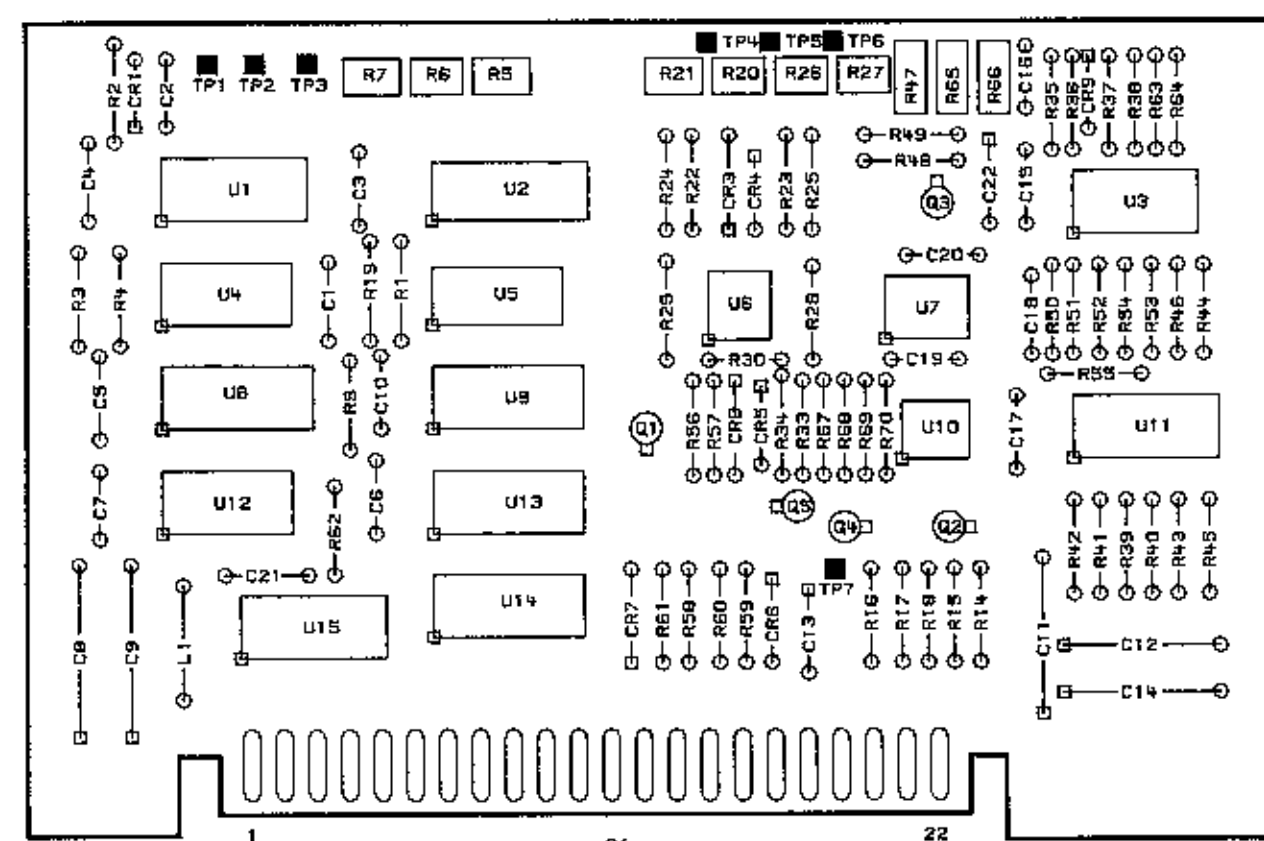 TP4 TP5 TP6
R2 CR1 C2 TP1 TP2 TP3 R7 R6 R5
R21 R20 R26 R27 R47 R65 R66 R35 R36 CR9 R37 R38 R63 R64
R49
R48
C4 U1 C3 U2 R24 R22 CR3 CR4 R23 R25 Q3 C22 C15 U3
C20
R3 R4 U4 C1 R19 R1 U5 U6 R28 U7 C18 R50 R51 R52 R54 R53 R46 R44
R30 C19
R55
C5 U8 C10 U9 Q1 R56 R57 CR5 R34 R33 R67 R68 R69 R70 U10 C17 U11
C7 U12 R62 C6 U13 Q5 Q4 Q2
R42 R41 R39 R40 R43 R45
C21 U14 TP7
C8 C9 L1 U15 CR7 R61 R58 R60 R59 CR6 C13 R16 R17 R18 R15 R14 C11 C12
C14
1 22